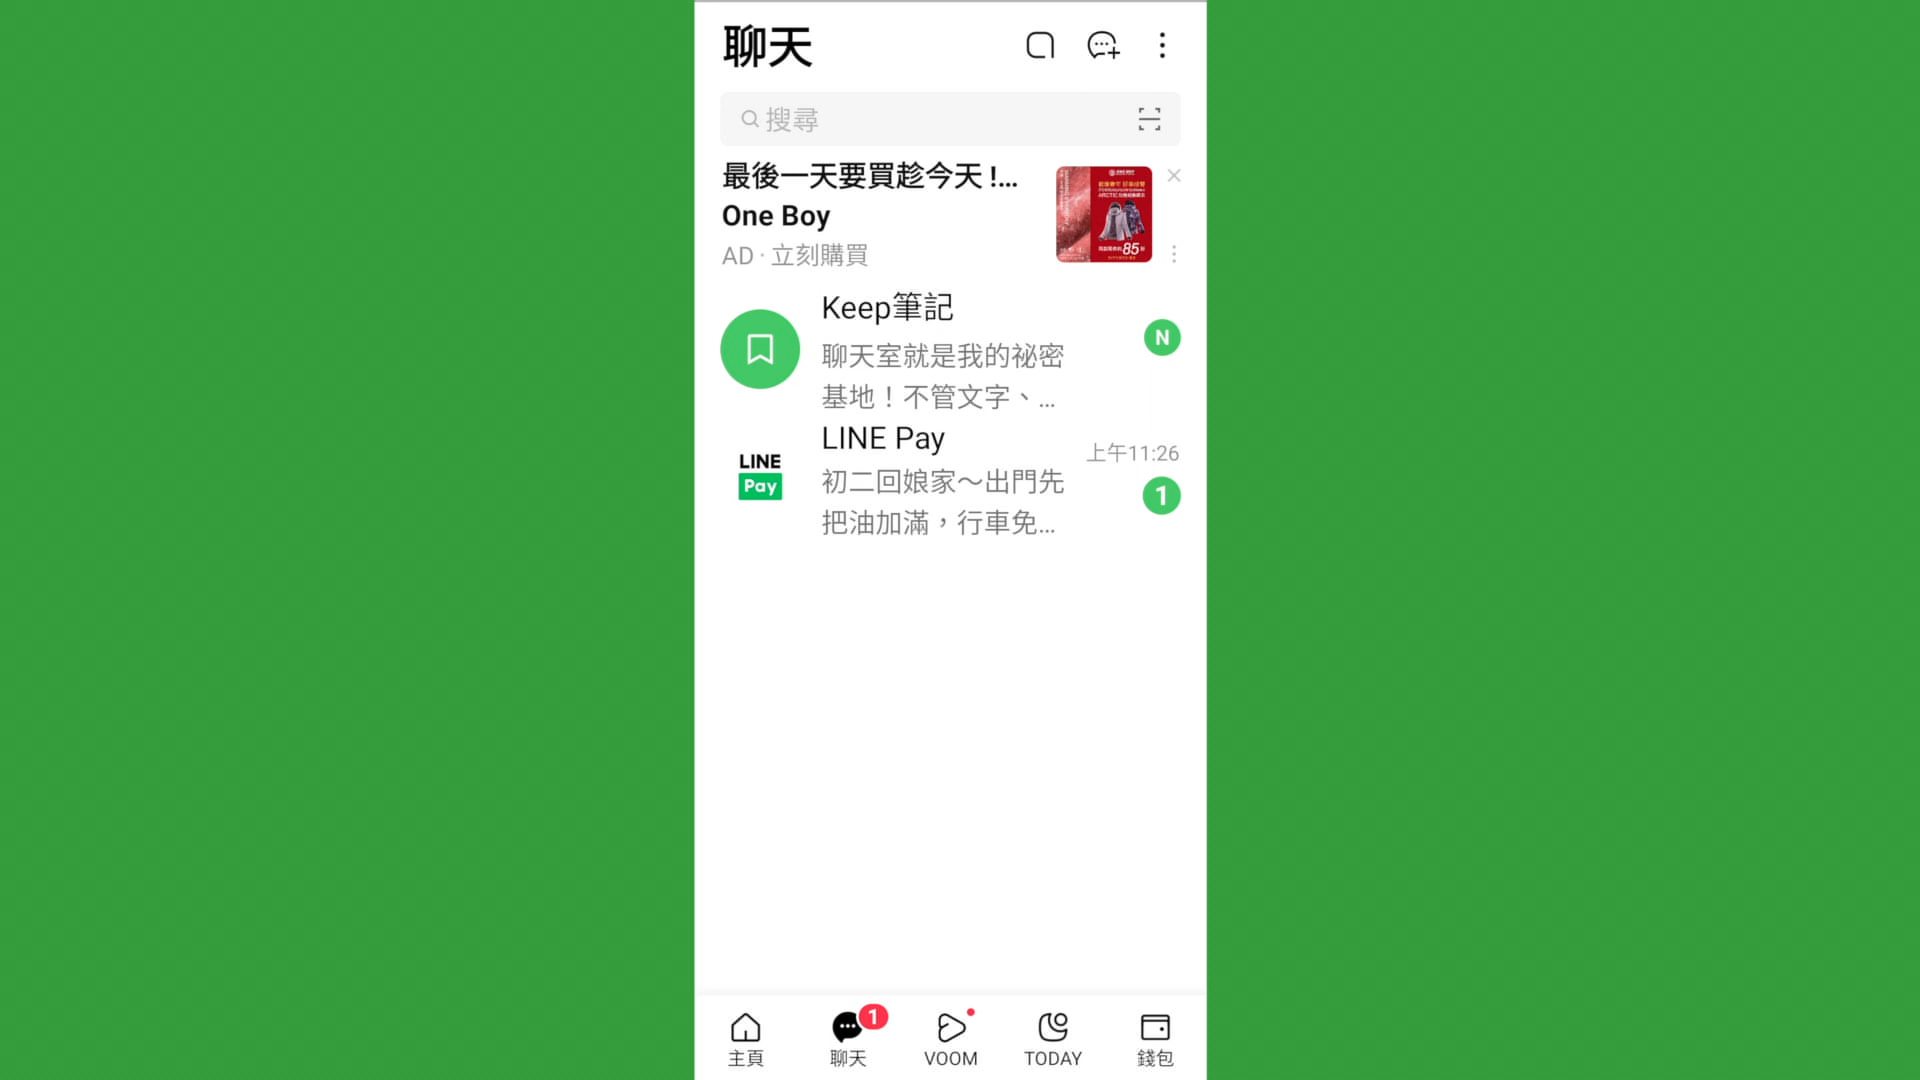 聊天
搜尋
最後一天要買趁今天 !...
One Boy
AD · 立刻購買
85
Keep筆記
N
聊天室就是我的祕密
基地！不管文字、...
LINE Pay
上午11:26
LINE
Pay
初二回娘家～出門先
把油加滿，行車免...
1
1
主頁
聊天
VOOM
TODAY
錢包